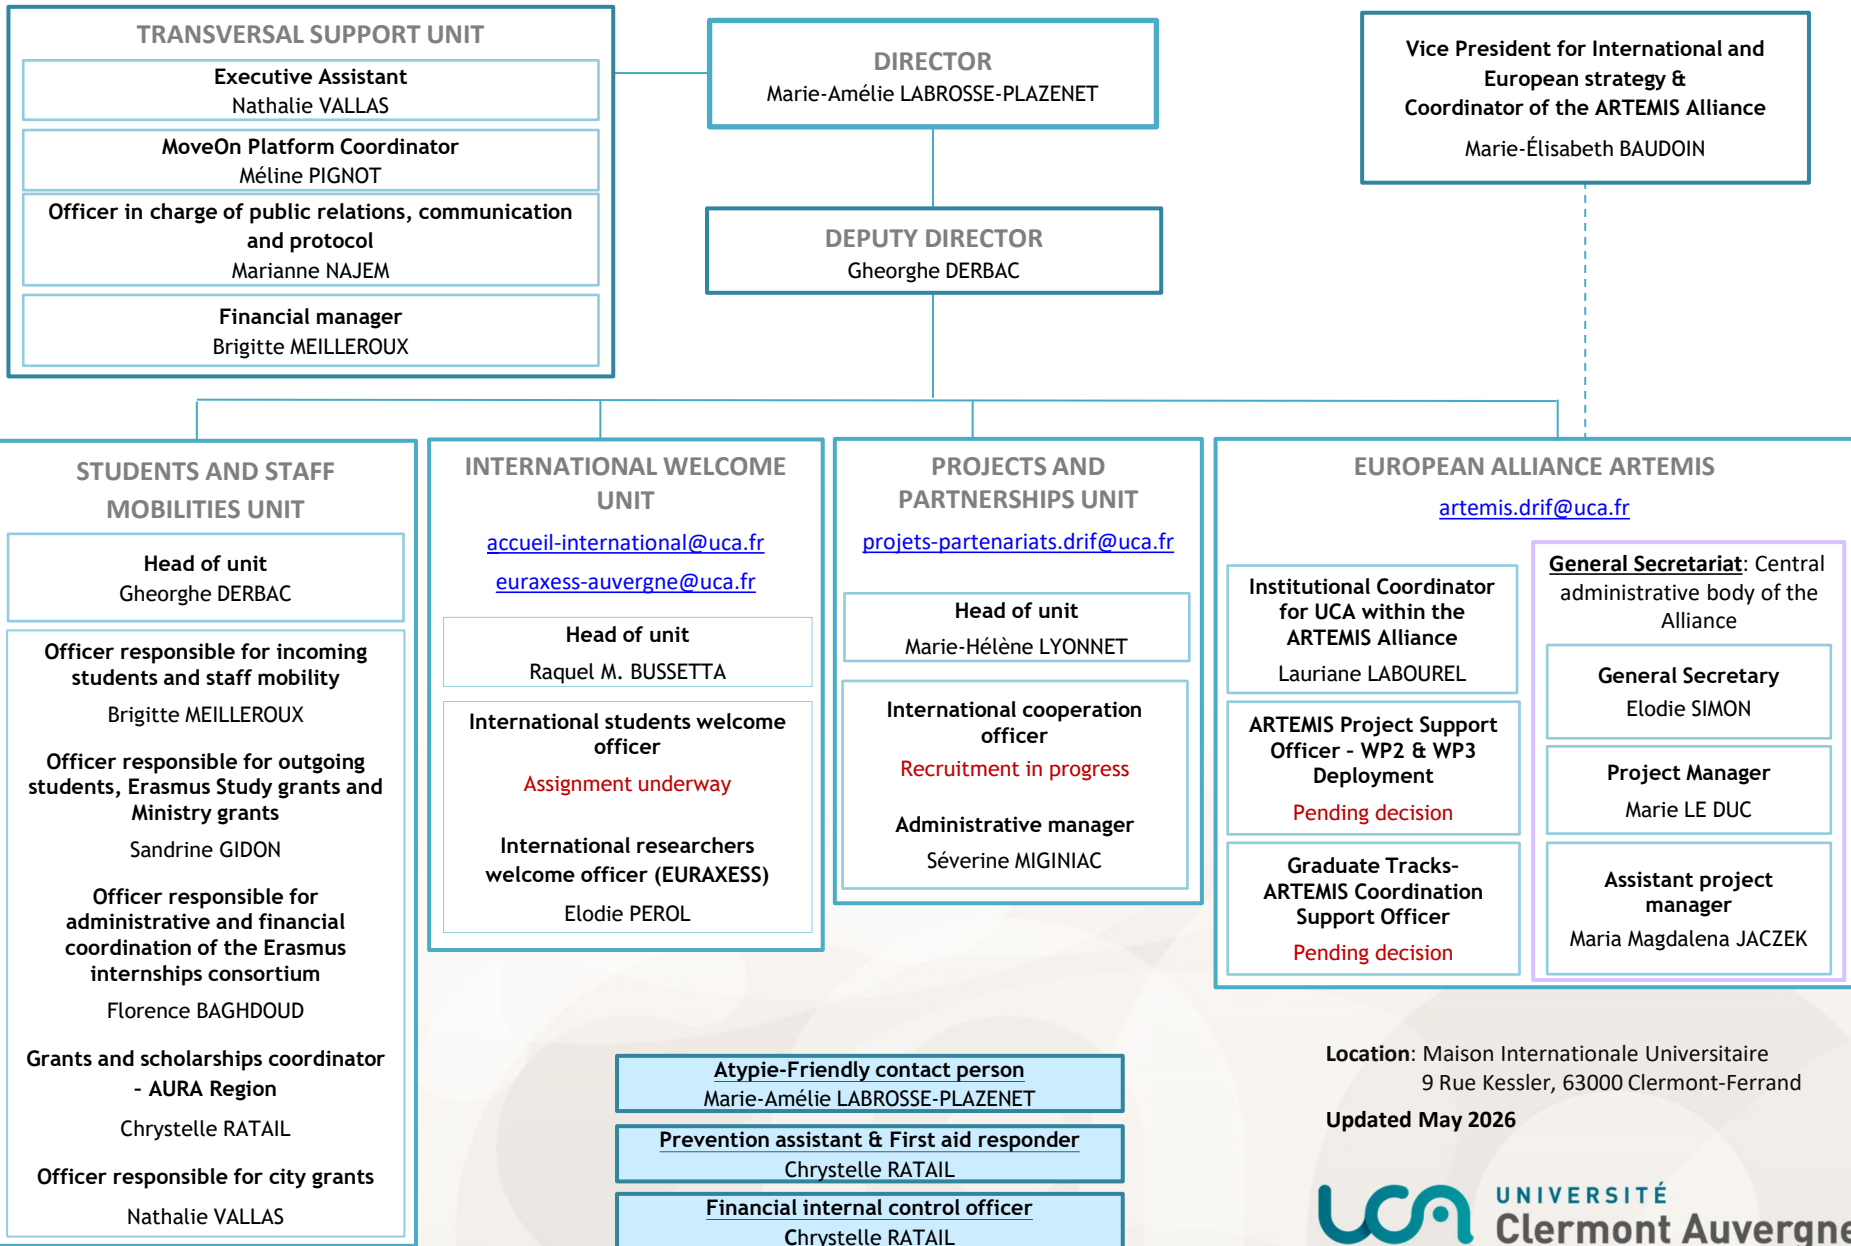 TRANSVERSAL SUPPORT UNIT
Executive Assistant
Nathalie VALLAS
MoveOn Platform Coordinator
Méline PIGNOT
Officer in charge of public relations, communication
and protocol
Marianne NAJEM
Financial manager
Brigitte MEILLEROUX
DIRECTOR
Marie-Amélie LABROSSE-PLAZENET
DEPUTY DIRECTOR
Gheorghe DERBAC
Vice President for International and
European strategy &
Coordinator of the ARTEMIS Alliance
Marie-Élisabeth BAUDOIN
STUDENTS AND STAFF
MOBILITIES UNIT
Head of unit
Gheorghe DERBAC
Officer responsible for incoming
students and staff mobility
Brigitte MEILLEROUX
Officer responsible for outgoing
students, Erasmus Study grants and
Ministry grants
Sandrine GIDON
Officer responsible for
administrative and financial
coordination of the Erasmus
internships consortium
Florence BAGHDOUD
Grants and scholarships coordinator
– AURA Region
Chrystelle RATAIL
Officer responsible for city grants
Nathalie VALLAS
INTERNATIONAL WELCOME
UNIT
accueil-international@uca.fr
euraxess-auvergne@uca.fr
Head of unit
Raquel M. BUSSETTA
International students welcome
officer
Assignment underway
International researchers
welcome officer (EURAXESS)
Elodie PEROL
PROJECTS AND
PARTNERSHIPS UNIT
projets-partenariats.drif@uca.fr
Head of unit
Marie-Hélène LYONNET
International cooperation
officer
Recruitment in progress
Administrative manager
Séverine MIGINIAC
EUROPEAN ALLIANCE ARTEMIS
artemis.drif@uca.fr
Institutional Coordinator
for UCA within the
ARTEMIS Alliance
Lauriane LABOUREL
ARTEMIS Project Support
Officer – WP2 & WP3
Deployment
Pending decision
Graduate Tracks-
ARTEMIS Coordination
Support Officer
Pending decision
General Secretariat: Central
administrative body of the
Alliance
General Secretary
Elodie SIMON
Project Manager
Marie LE DUC
Assistant project
manager
Maria Magdalena JACZEK
Atypie-Friendly contact person
Marie-Amélie LABROSSE-PLAZENET
Prevention assistant & First aid responder
Chrystelle RATAIL
Financial internal control officer
Chrystelle RATAIL
Location: Maison Internationale Universitaire
9 Rue Kessler, 63000 Clermont-Ferrand
Updated May 2026
UCA
UNIVERSITÉ
Clermont Auvergne